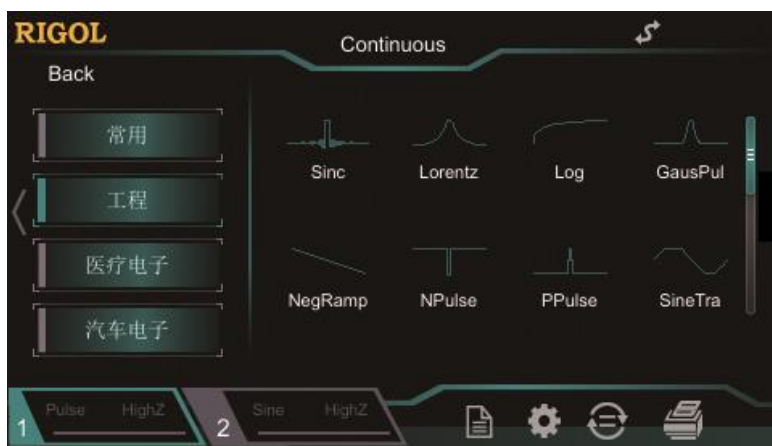 RIGOL
Continuous
Back
常用
工程
医疗电子
汽车电子
Sinc Lorentz Log GausPul
NegRamp NPulse PPulse SineTra
1 Pulse HighZ 2 Sine HighZ